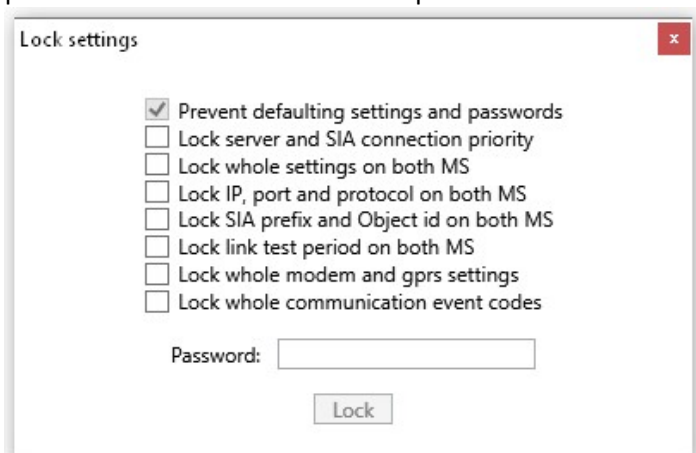 Lock settings
x
Prevent defaulting settings and passwords
Lock server and SIA connection priority
Lock whole settings on both MS
Lock IP, port and protocol on both MS
Lock SIA prefix and Object id on both MS
Lock link test period on both MS
Lock whole modem and gprs settings
Lock whole communication event codes
Password:
Lock